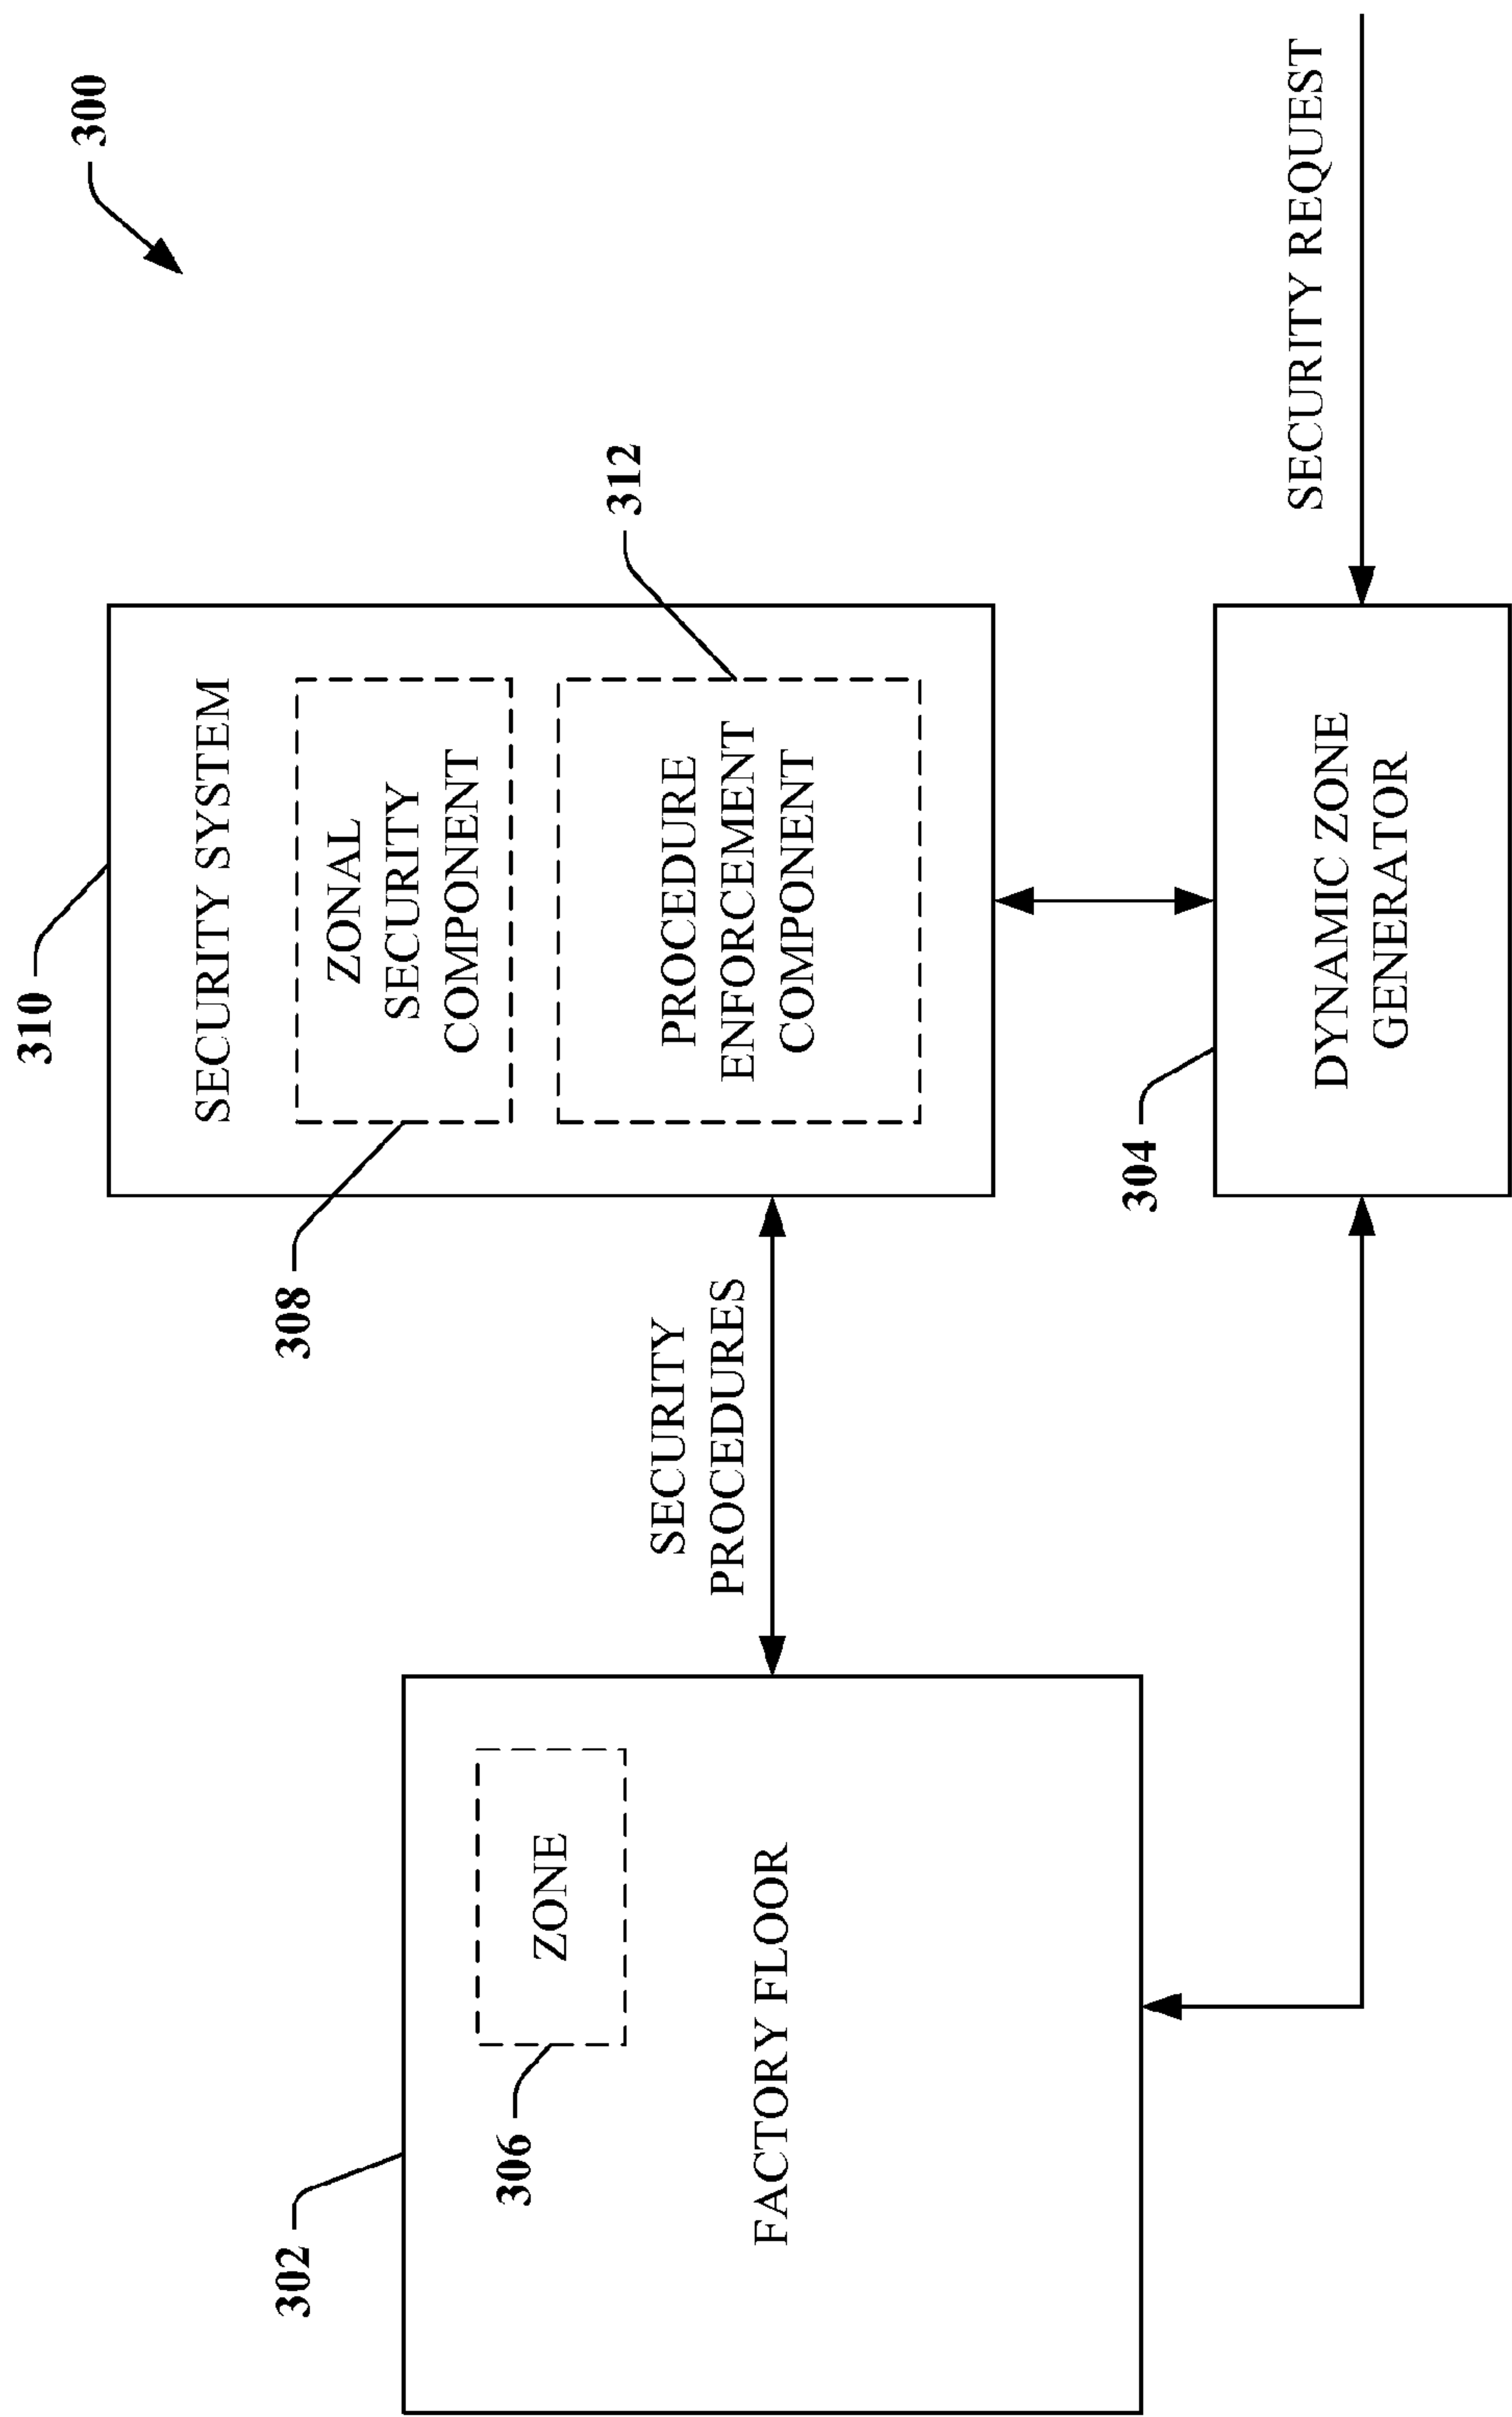 300
310
SECURITY SYSTEM
308
ZONAL
SECURITY
COMPONENT
312
PROCEDURE
ENFORCEMENT
COMPONENT
302
306
ZONE
FACTORY FLOOR
SECURITY
PROCEDURES
304
DYNAMIC ZONE
GENERATOR
SECURITY REQUEST